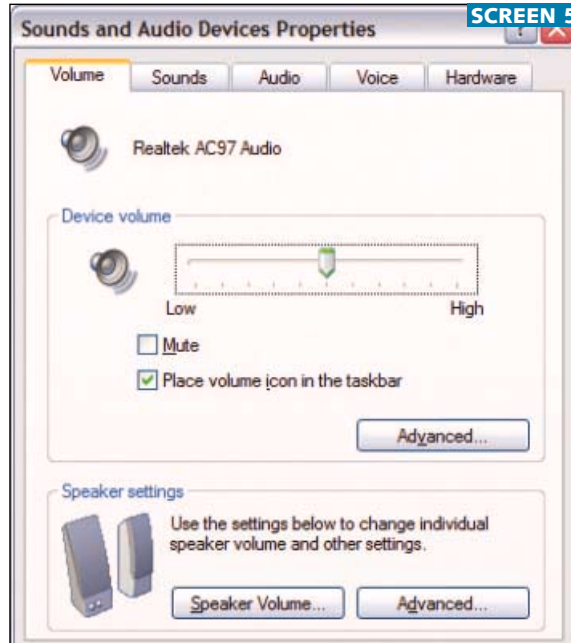 SCREEN 5
Sounds and Audio Devices Properties
Volume
Sounds
Audio
Voice
Hardware
Realtek AC97 Audio
Device volume
Low
High
Mute
Place volume icon in the taskbar
Advanced...
Speaker settings
Use the settings below to change individual
speaker volume and other settings.
Speaker Volume...
Advanced...